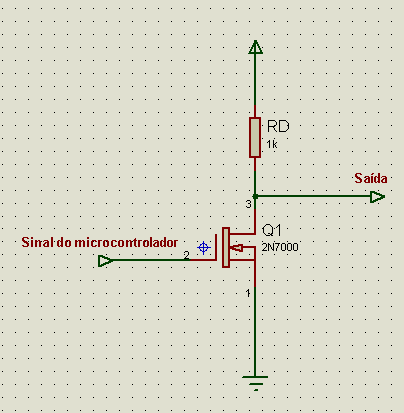 RD
1k
Saída
3
Q1
2N7000
Sinal do microcontrolador
2
1